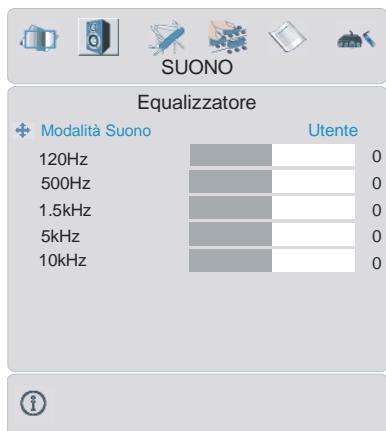 SUONO
Equalizzatore
Modalità Suono Utente
120Hz 0
500Hz 0
1.5kHz 0
5kHz 0
10kHz 0